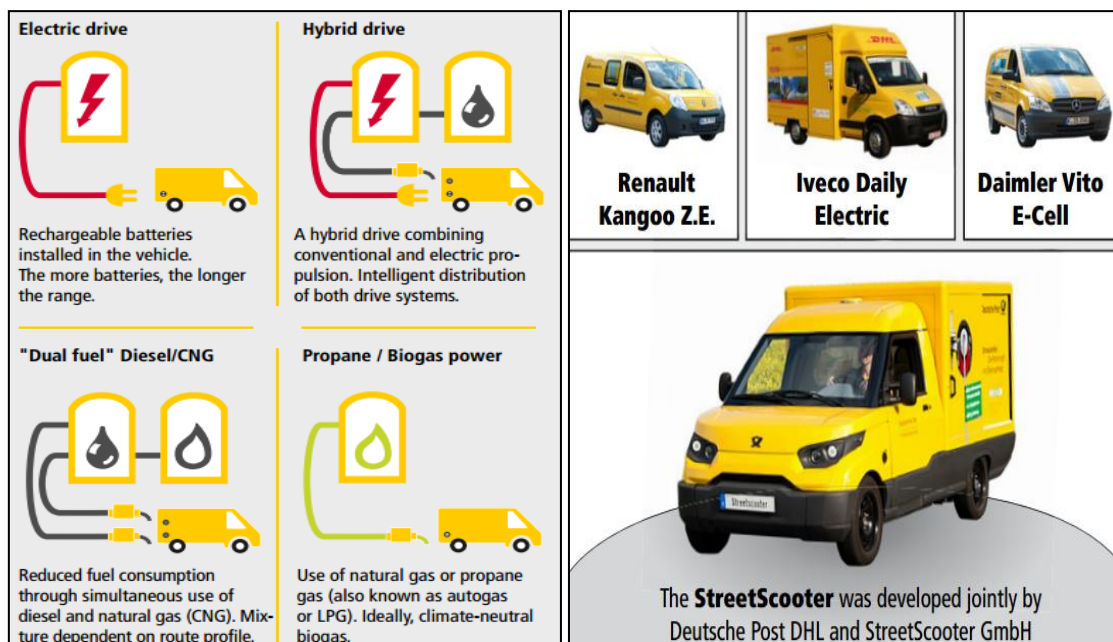 Electric drive
Rechargeable batteries
installed in the vehicle.
The more batteries, the longer
the range.
Hybrid drive
A hybrid drive combining
conventional and electric pro-
pulsion. Intelligent distribution
of both drive systems.
"Dual fuel" Diesel/CNG
Reduced fuel consumption
through simultaneous use of
diesel and natural gas (CNG). Mix-
ture dependent on route profile.
Propane / Biogas power
Use of natural gas or propane
gas (also known as autogas
or LPG). Ideally, climate-neutral
biogas.
DHL
Renault
Kangoo Z.E.
Iveco Daily
Electric
Daimler Vito
E-Cell
Deutsche Post
Streetscooter
The StreetScooter was developed jointly by
Deutsche Post DHL and StreetScooter GmbH